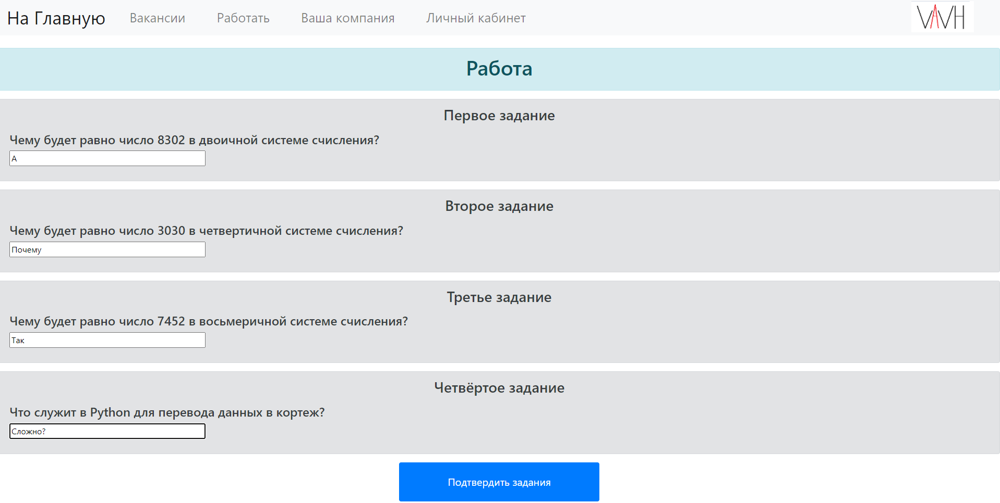 На Главную Вакансии Работать Ваша компания Личный кабинет VAVH
Работа
Первое задание
Чему будет равно число 8302 в двоичной системе счисления?
А
Второе задание
Чему будет равно число 3030 в четвертичной системе счисления?
Почему
Третье задание
Чему будет равно число 7452 в восьмеричной системе счисления?
Так
Четвёртое задание
Что служит в Python для перевода данных в кортеж?
Сложно?
Подтвердить задания